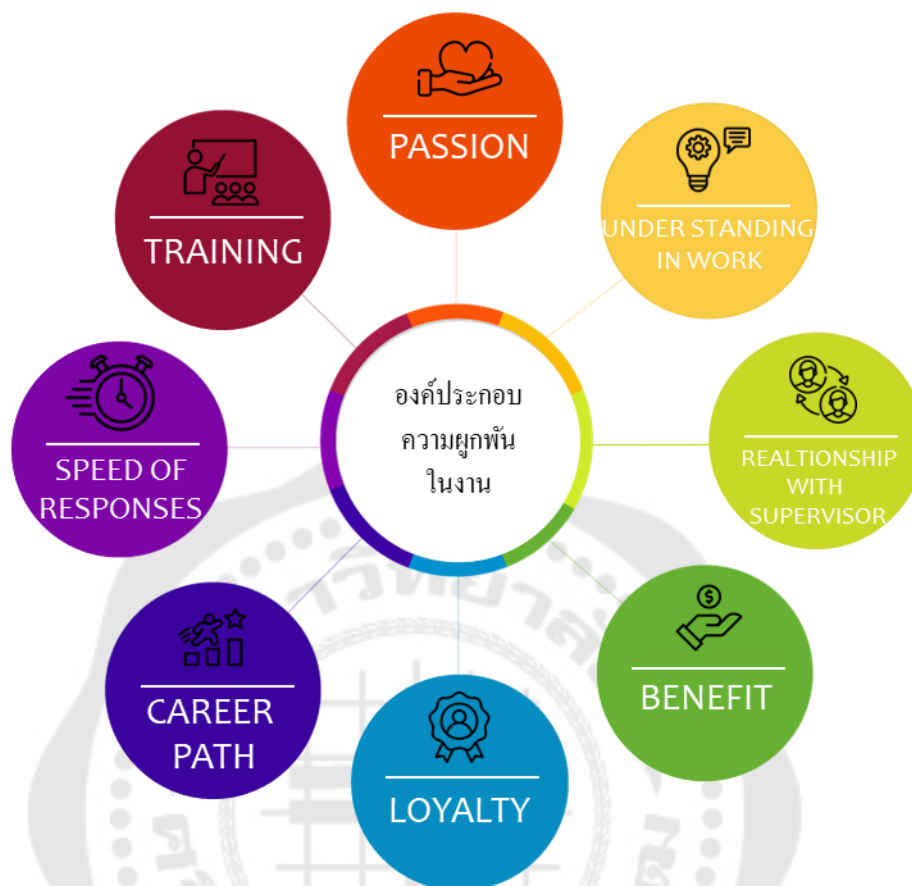 PASSION
UNDER STANDING
IN WORK
REALTIONSHIP
WITH
SUPERVISOR
BENEFIT
LOYALTY
CAREER
PATH
SPEED OF
RESPONSES
TRAINING
องค์ประกอบ
ความผูกพัน
ในงาน
$